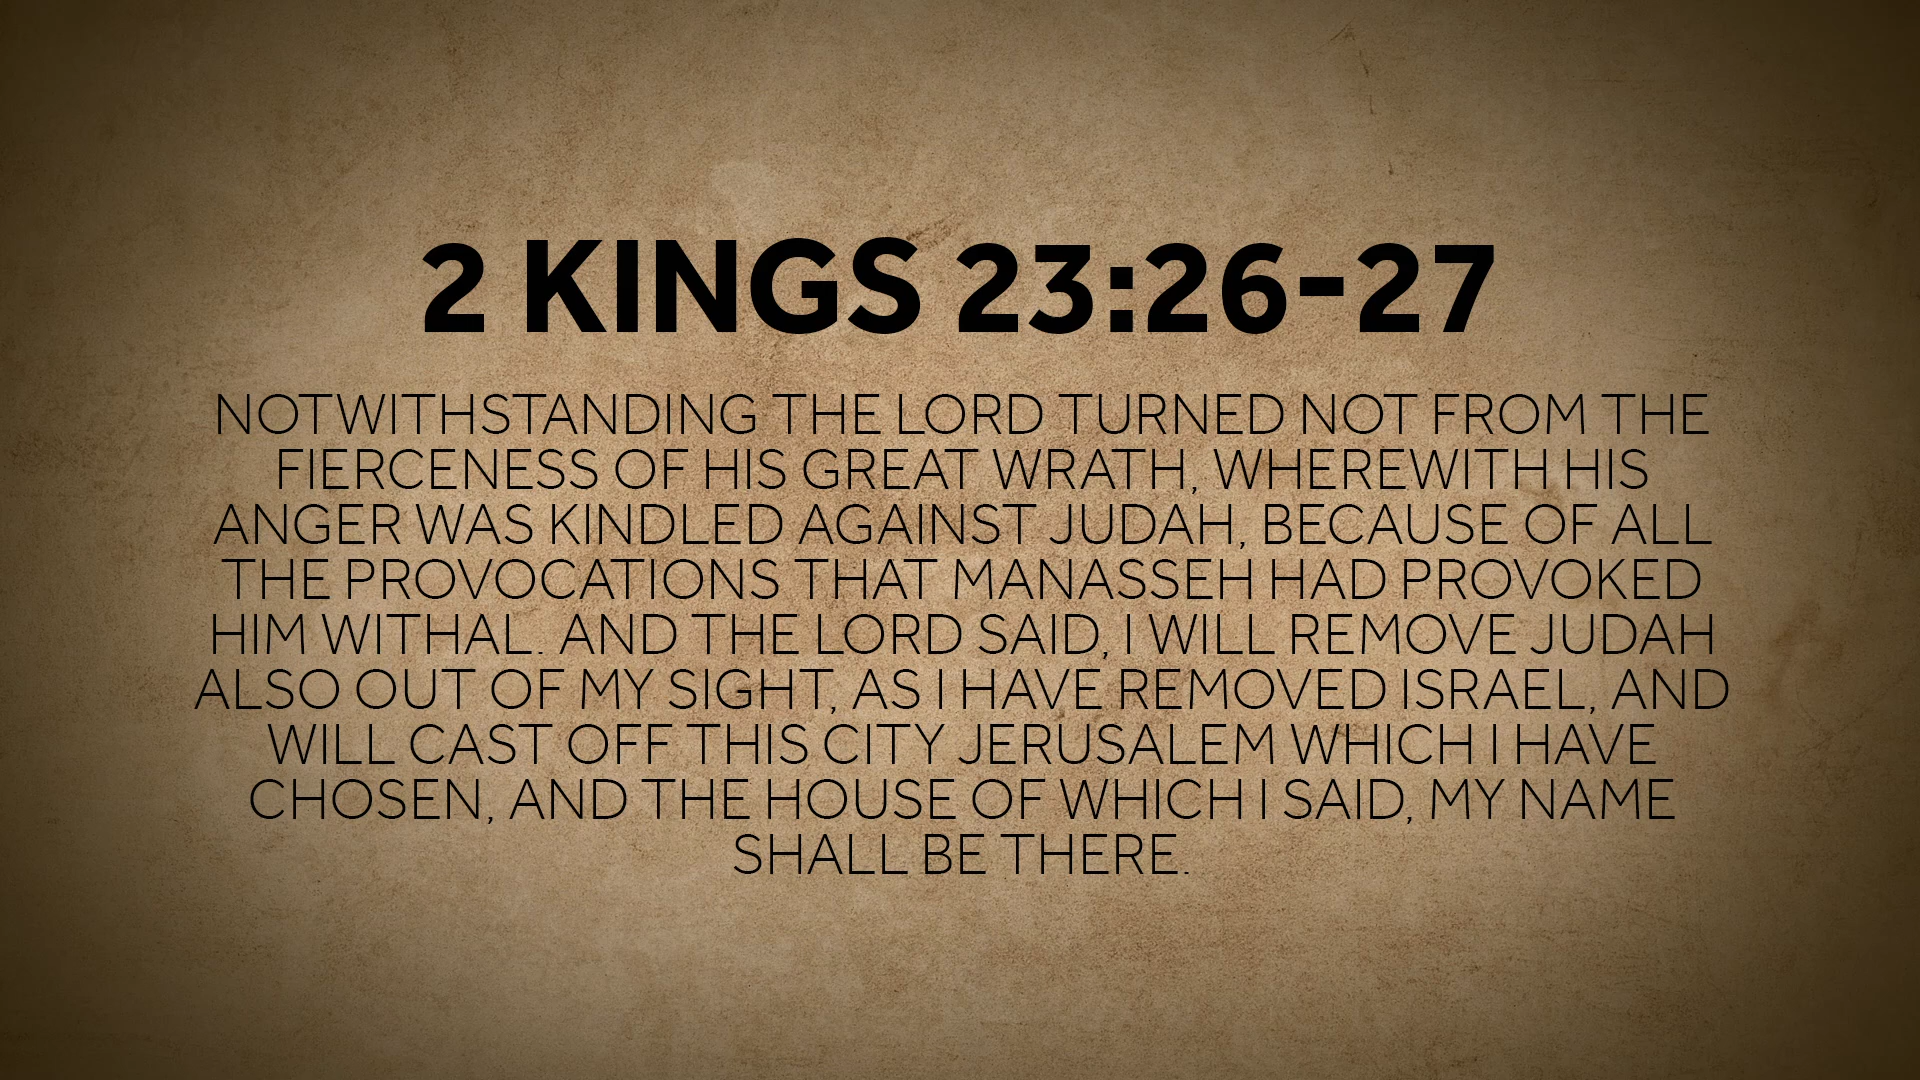 2 KINGS 23:26-27
NOTWITHSTANDING THE LORD TURNED NOT FROM THE
FIERCENESS OF HIS GREAT WRATH, WHEREWITH HIS
ANGER WAS KINDLED AGAINST JUDAH, BECAUSE OF ALL
THE PROVOCATIONS THAT MANASSEH HAD PROVOKED
HIM WITHAL. AND THE LORD SAID, I WILL REMOVE JUDAH
ALSO OUT OF MY SIGHT, AS I HAVE REMOVED ISRAEL, AND
WILL CAST OFF THIS CITY JERUSALEM WHICH I HAVE
CHOSEN, AND THE HOUSE OF WHICH I SAID, MY NAME
SHALL BE THERE.